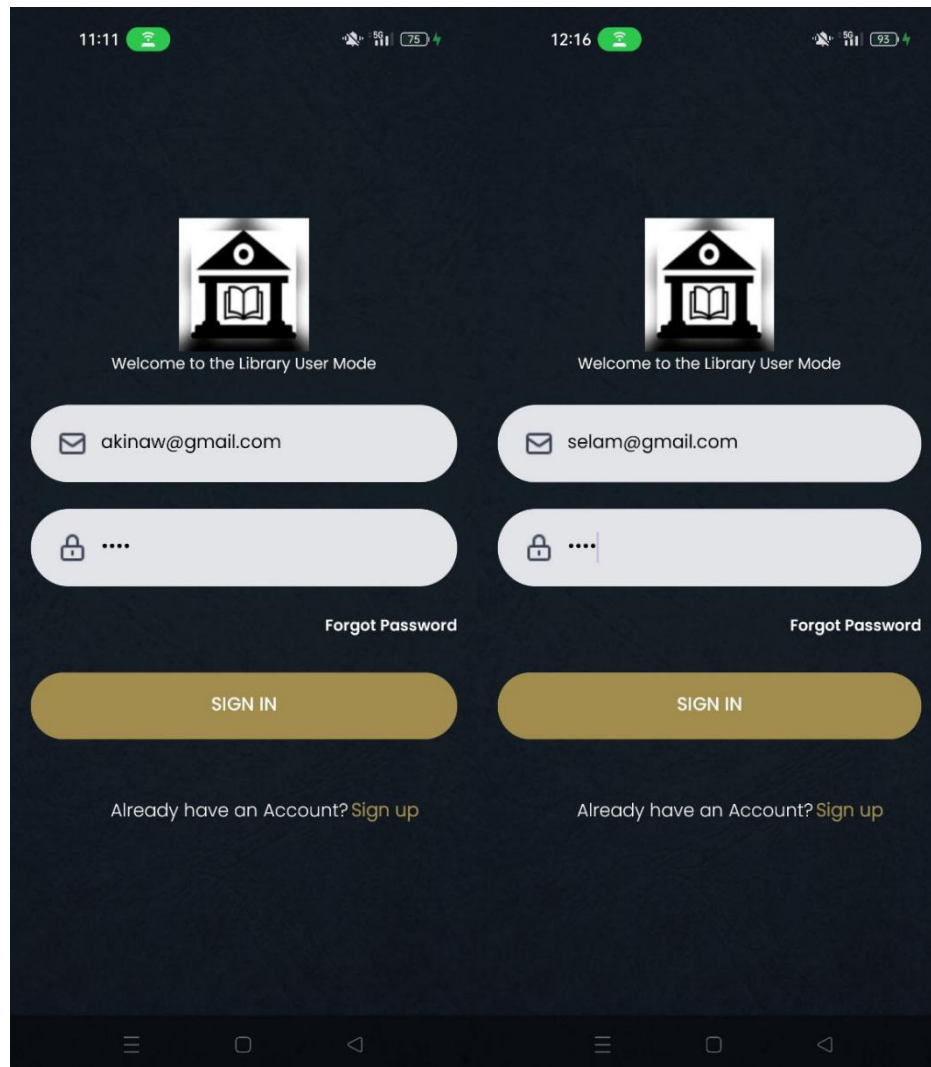 11:11
5G
75
Welcome to the Library User Mode
akinaw@gmail.com
••••
Forgot Password
SIGN IN
Already have an Account? Sign up
12:16
5G
93
Welcome to the Library User Mode
selam@gmail.com
••••
Forgot Password
SIGN IN
Already have an Account? Sign up